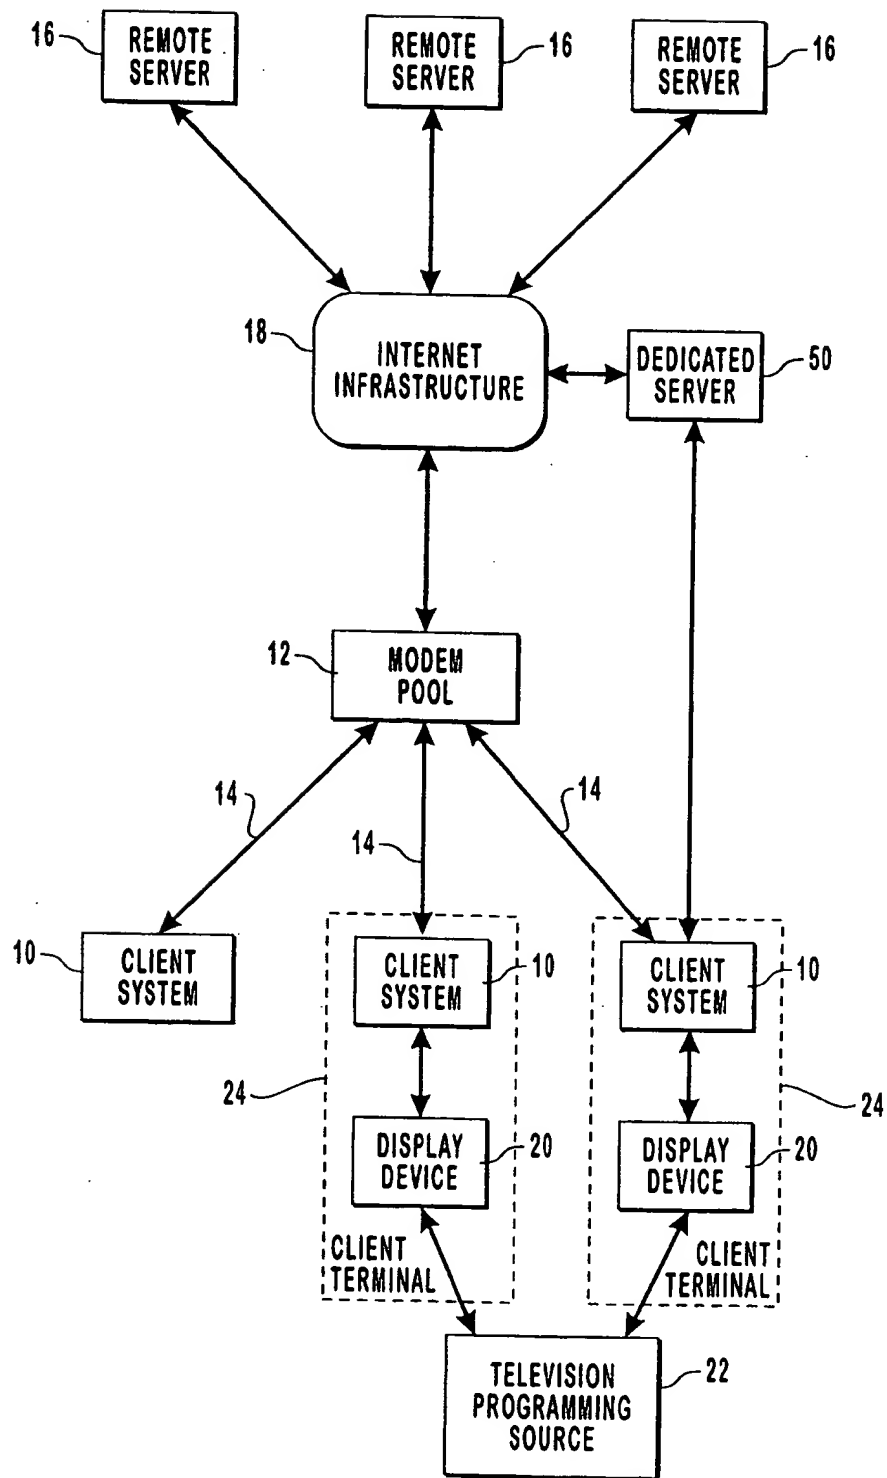 16
REMOTE
SERVER
REMOTE
SERVER
16
REMOTE
SERVER
16
18
INTERNET
INFRASTRUCTURE
DEDICATED
SERVER
50
12
MODEM
POOL
14
14
14
10
CLIENT
SYSTEM
CLIENT
SYSTEM
10
CLIENT
SYSTEM
10
24
24
DISPLAY
DEVICE
20
DISPLAY
DEVICE
20
CLIENT
TERMINAL
CLIENT
TERMINAL
TELEVISION
PROGRAMMING
SOURCE
22